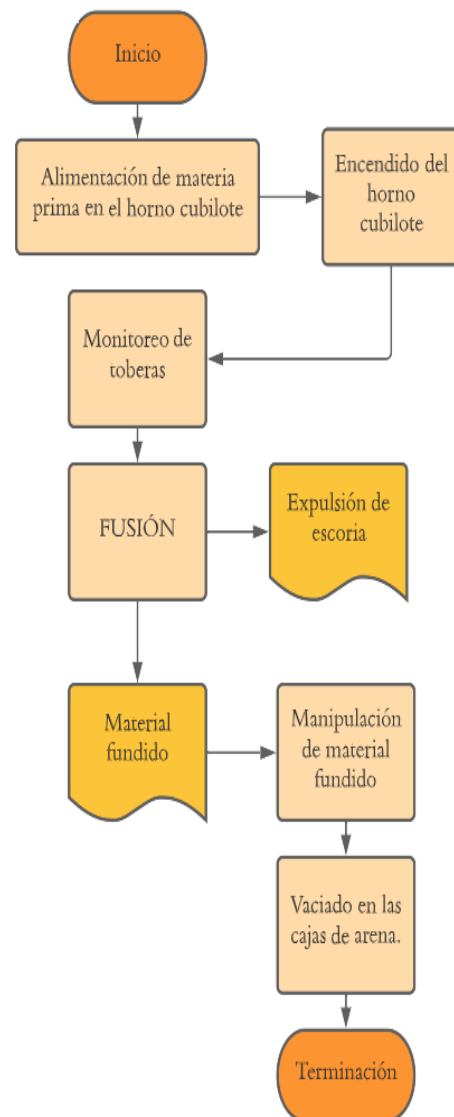 Inicio
Alimentación de materia
prima en el horno cubilote
Encendido del
horno
cubilote
Monitoreo de
toberas
FUSIÓN
Expulsión de
escoria
Material
fundido
Manipulación
de material
fundido
Vaciado en las
cajas de arena.
Terminación